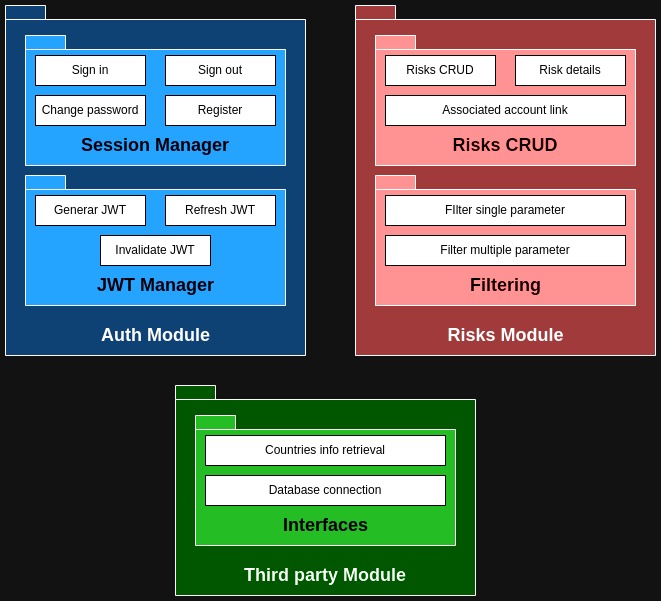 Sign in
Sign out
Change password
Register
Session Manager
Generar JWT
Refresh JWT
Invalidate JWT
JWT Manager
Auth Module
Risks CRUD
Risk details
Associated account link
Risks CRUD
FIlter single parameter
Filter multiple parameter
Filtering
Risks Module
Countries info retrieval
Database connection
Interfaces
Third party Module